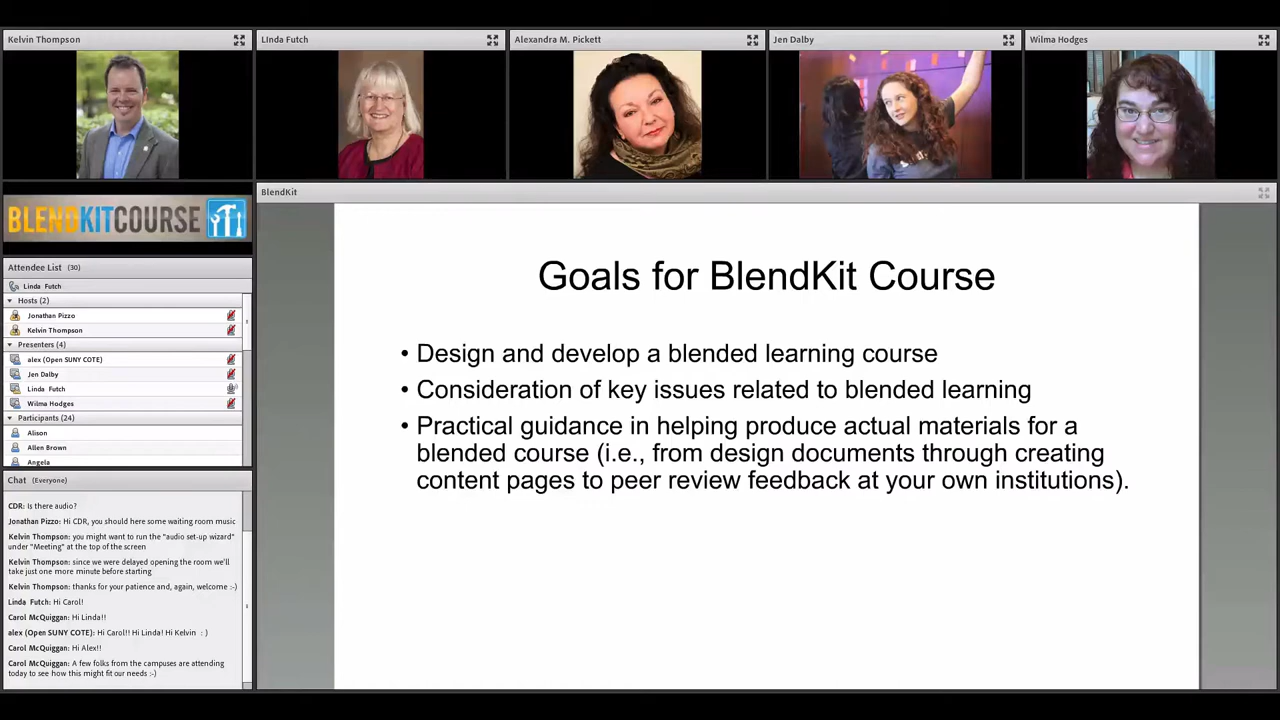 Kelvin Thompson
LInda Futch
Alexandra M. Pickett
Jen Dalby
Wilma Hodges
BLENDKITCOURSE
Attendee List (30)
Linda Futch
Hosts (2)
Jonathan Pizzo
Kelvin Thompson
Presenters (4)
alex (Open SUNY COTE)
Jen Dalby
Linda Futch
Wilma Hodges
Participants (24)
Alison
Allen Brown
Angela
Chat (Everyone)
CDR: Is there audio?
Jonathan Pizzo: Hi CDR, you should here some waiting room music
Kelvin Thompson: you might want to run the "audio set-up wizard"
under "Meeting" at the top of the screen
Kelvin Thompson: since we were delayed opening the room we'll
take just one more minute before starting
Kelvin Thompson: thanks for your patience and, again, welcome :-)
Linda Futch: Hi Carol!
Carol McQuiggan: Hi Linda!!
alex (Open SUNY COTE): Hi Carol!! Hi Linda! Hi Kelvin : )
Carol McQuiggan: Hi Alex!!
Carol McQuiggan: A few folks from the campuses are attending
today to see how this might fit our needs :-)
BlendKit
Goals for BlendKit Course
• Design and develop a blended learning course
• Consideration of key issues related to blended learning
• Practical guidance in helping produce actual materials for a
blended course (i.e., from design documents through creating
content pages to peer review feedback at your own institutions).